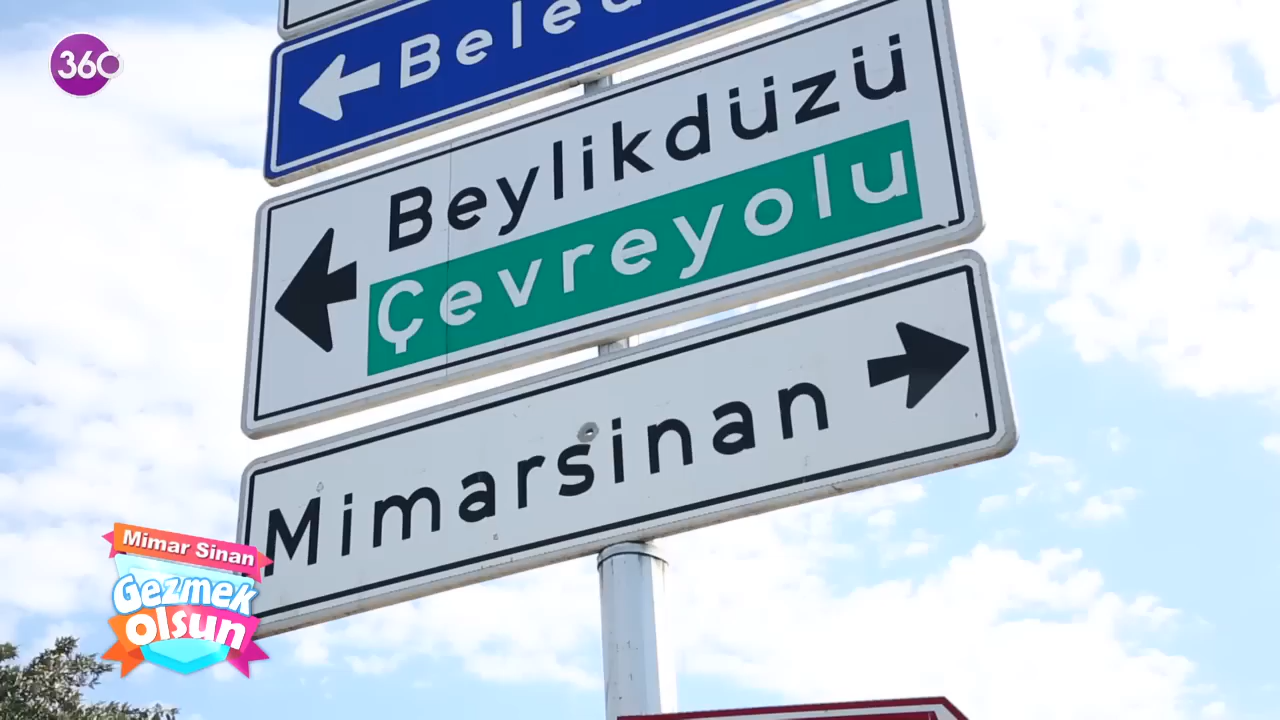 360
Beylikdüzü
Çevreyolu
Mimarsinan
Mimar Sinan
Gezmek
olsun